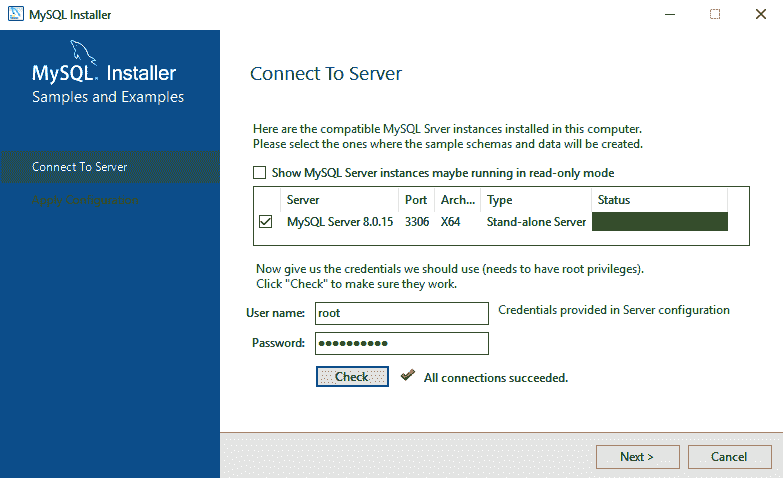 MySQL Installer
MySQL. Installer
Samples and Examples
Connect To Server
Apply Configuration
Connect To Server
Here are the compatible MySQL Srver instances installed in this computer.
Please select the ones where the sample schemas and data will be created.
Show MySQL Server instances maybe running in read-only mode
Server Port Arch... Type Status
MySQL Server 8.0.15 3306 X64 Stand-alone Server
Now give us the credentials we should use (needs to have root privileges).
Click "Check" to make sure they work.
User name: root Credentials provided in Server configuration
Password: ●●●●●●●●●●
Check All connections succeeded.
Next > Cancel